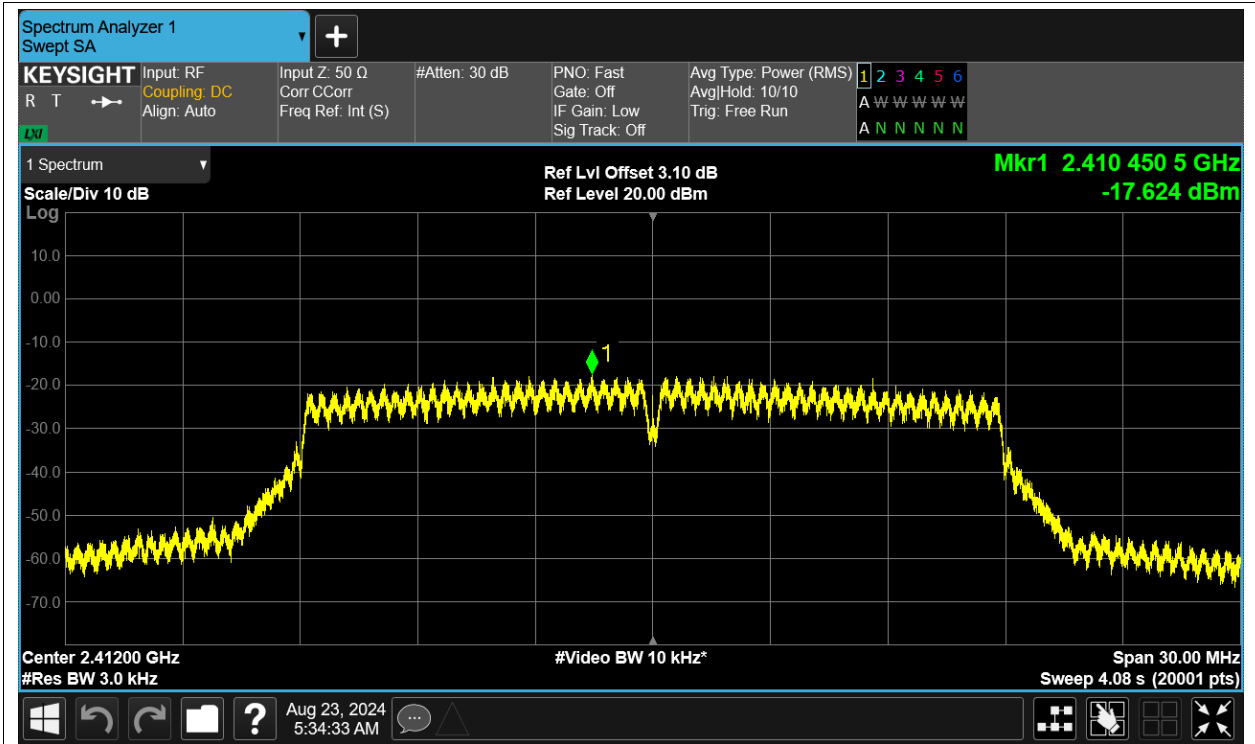 Spectrum Analyzer 1
Swept SA
KEYSIGHT
R T
LXI
Input: RF
Coupling: DC
Align: Auto
Input Z: 50 Ω
Corr CCorr
Freq Ref: Int (S)
#Atten: 30 dB
PNO: Fast
Gate: Off
IF Gain: Low
Sig Track: Off
Avg Type: Power (RMS)
Avg|Hold: 10/10
Trig: Free Run
1 2 3 4 5 6
A W W W W W
A N N N N N
1 Spectrum
Scale/Div 10 dB
Ref Lvl Offset 3.10 dB
Ref Level 20.00 dBm
Mkr1 2.410 450 5 GHz
-17.624 dBm
Log
10.0
0.00
-10.0
1
-20.0
-30.0
-40.0
-50.0
-60.0
-70.0
Center 2.41200 GHz
#Res BW 3.0 kHz
#Video BW 10 kHz*
Span 30.00 MHz
Sweep 4.08 s (20001 pts)
?
Aug 23, 2024
5:34:33 AM